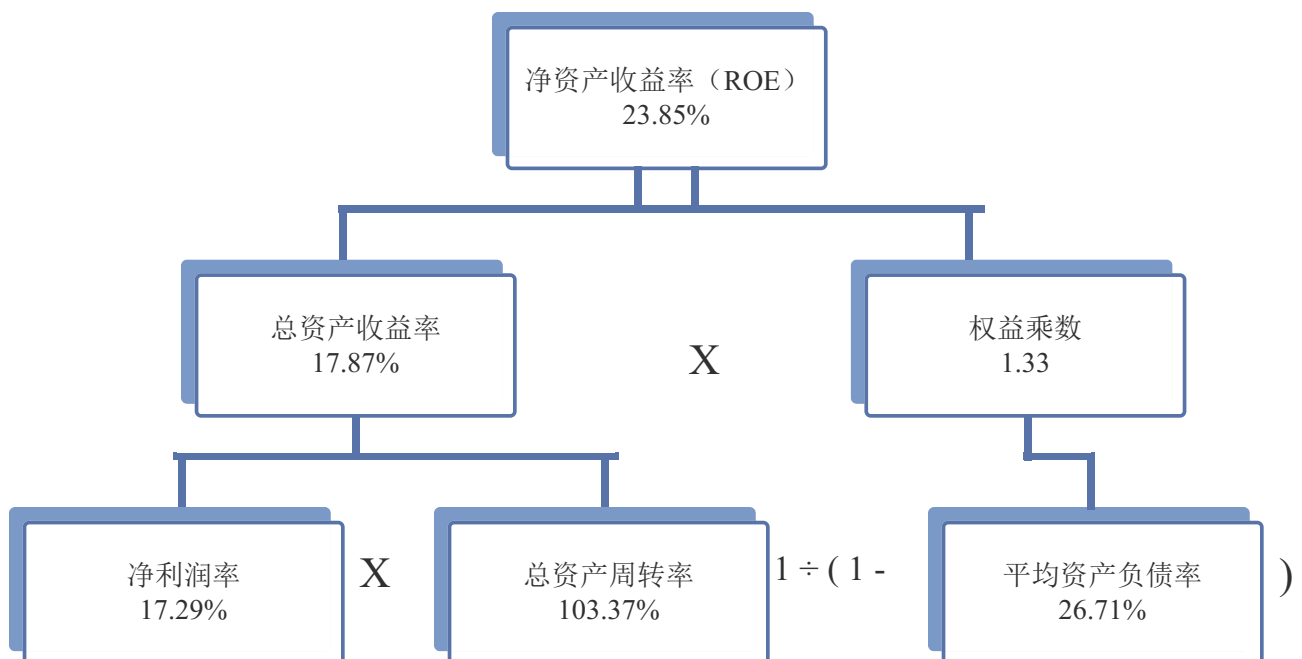 净资产收益率（ROE）
23.85%
总资产收益率
17.87%
X
权益乘数
1.33
净利润率
17.29%
X
总资产周转率
103.37%
1 ÷ ( 1 -
平均资产负债率
26.71%
)